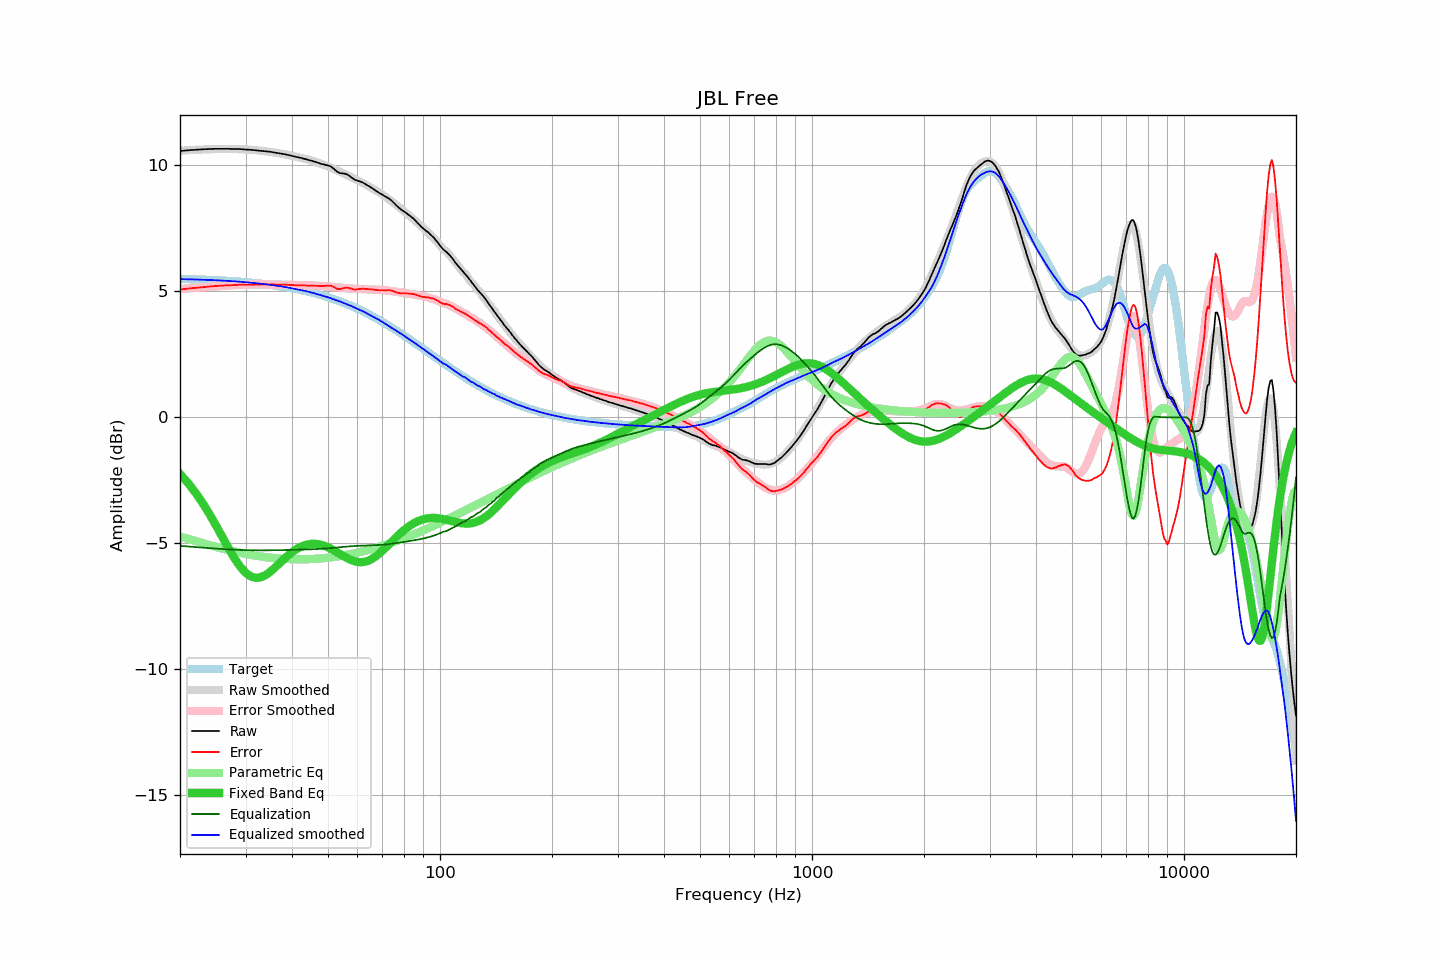 JBL Free
Amplitude (dBr)
10
5
0
−5
−10
−15
Target
Raw Smoothed
Error Smoothed
Raw
Error
Parametric Eq
Fixed Band Eq
Equalization
Equalized smoothed
100
1000
10000
Frequency (Hz)